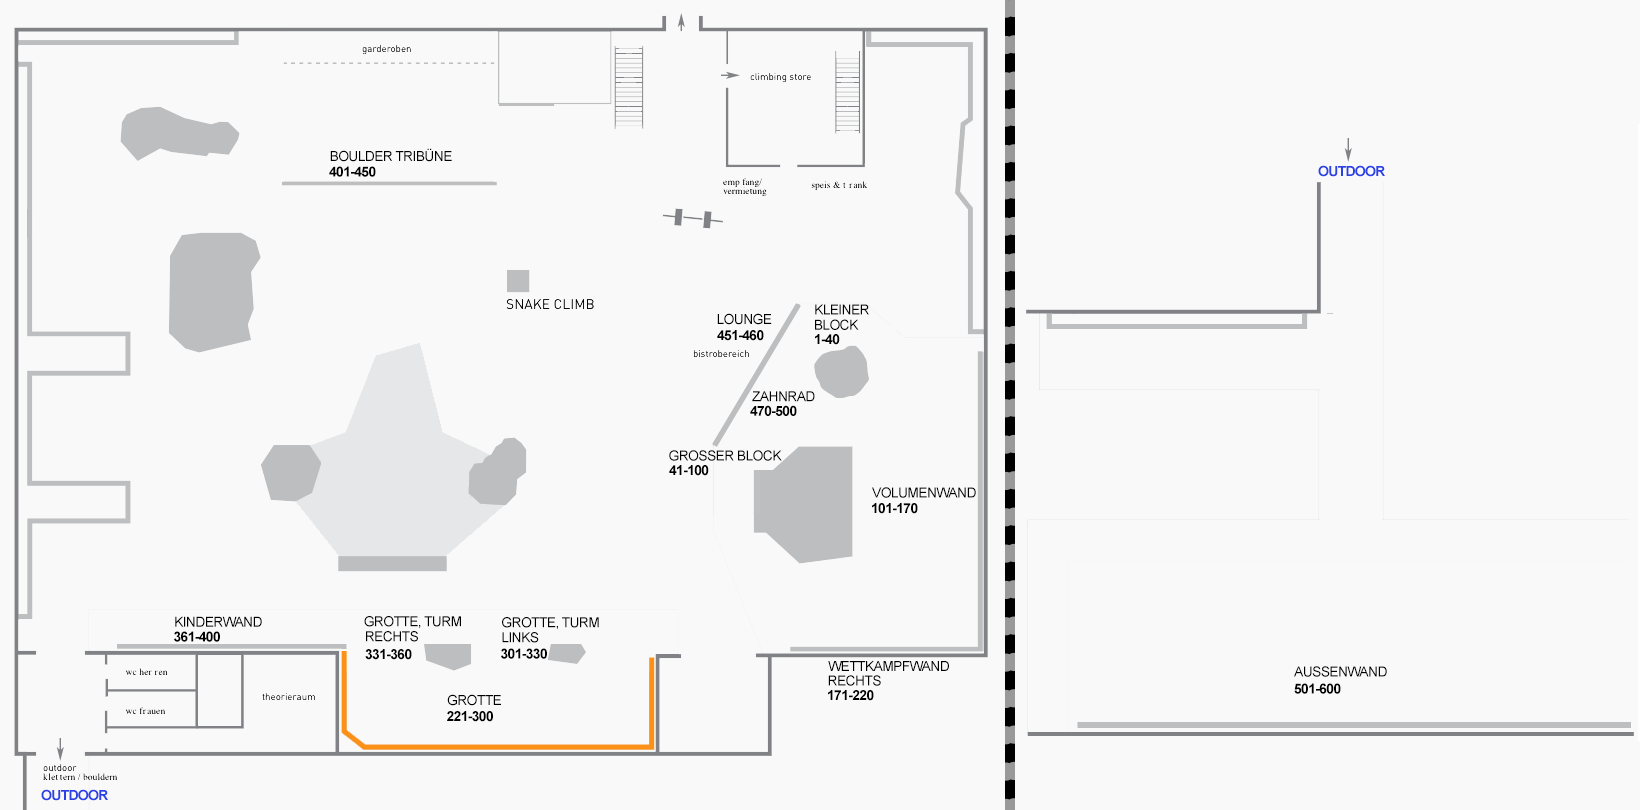 garderoben
climbing store
BOULDER TRIBÜNE
401-450
emp fang/
vermietung
speis & t rank
OUTDOOR
SNAKE CLIMB
LOUNGE
451-460
bistrobereich
KLEINER
BLOCK
1-40
ZAHNRAD
470-500
GROSSER BLOCK
41-100
VOLUMENWAND
101-170
KINDERWAND
361-400
GROTTE, TURM
RECHTS
331-360
GROTTE, TURM
LINKS
301-330
WETTKAMPFWAND
RECHTS
171-220
wc her ren
wc frauen
theorieraum
GROTTE
221-300
AUSSENWAND
501-600
outdoor
klet tern / bouldern
OUTDOOR